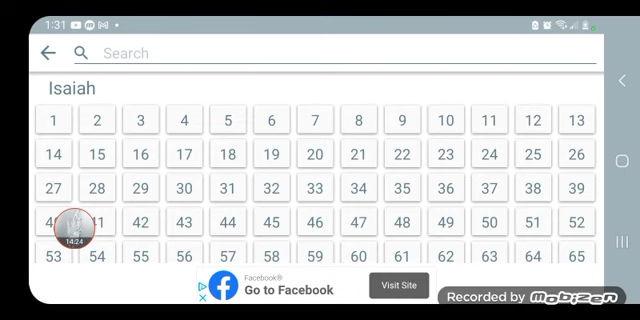 1:31
Search
Isaiah
1 2 3 4 5 6 7 8 9 10 11 12 13
14 15 16 17 18 19 20 21 22 23 24 25 26
27 28 29 30 31 32 33 34 35 36 37 38 39
42 43 44 45 46 47 48 49 50 51 52
14:24
53 54 55 56 57 58 59 60 61 62 63 64 65
Facebook®
Go to Facebook
Visit Site
Recorded by Mobizen